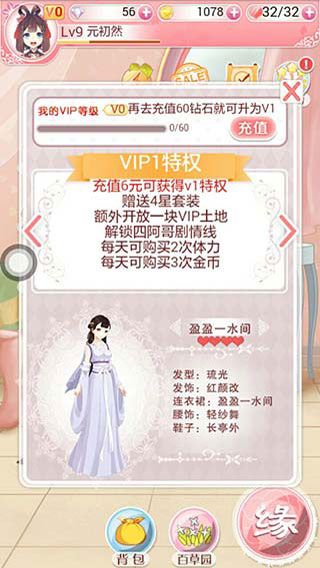 V0 56 1078 32/32
Lv9 元初然
SALE
我的VIP等级 V0 再去充值60钻石就可升为V1
0/60 充值
VIP1特权
充值6元可获得v1特权
赠送4星套装
额外开放一块VIP土地
解锁四阿哥剧情线
每天可购买2次体力
每天可购买3次金币
盈盈一水间
发型：琉光
发饰：红颜改
连衣裙：盈盈一水间
腰饰：轻纱舞
鞋子：长亭外
缘
背包 百草园